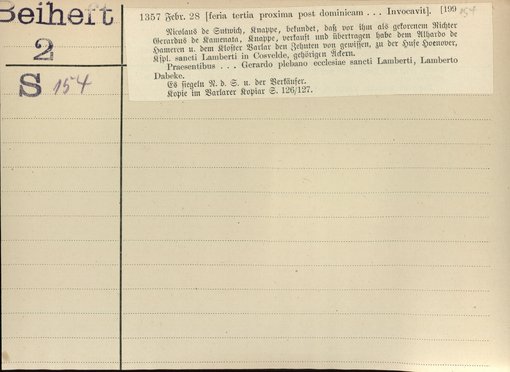 Beiheft
2
S 154
1357 Febr. 28 [feria tertia proxima post dominicam . . . Invocavit]. [199 154
Nicolaus de Sutwich, Knappe, bekundet, daß vor ihm als gekorenem Richter
Gerardus de Kamenata, Knappe, verkauft und übertragen habe dem Alhardo de
Hameren u. dem Kloster Varlar den Zehnten von gewissen, zu der Hufe Hoenover,
Kspl. sancti Lamberti in Cosvelde, gehörigen Äckern.
Praesentibus . . . Gerardo plebano ecclesiae sancti Lamberti, Lamberto
Dabeke.
Es siegeln N. d. S. u. der Verkäufer.
Kopie im Varlarer Kopiar S. 126/127.